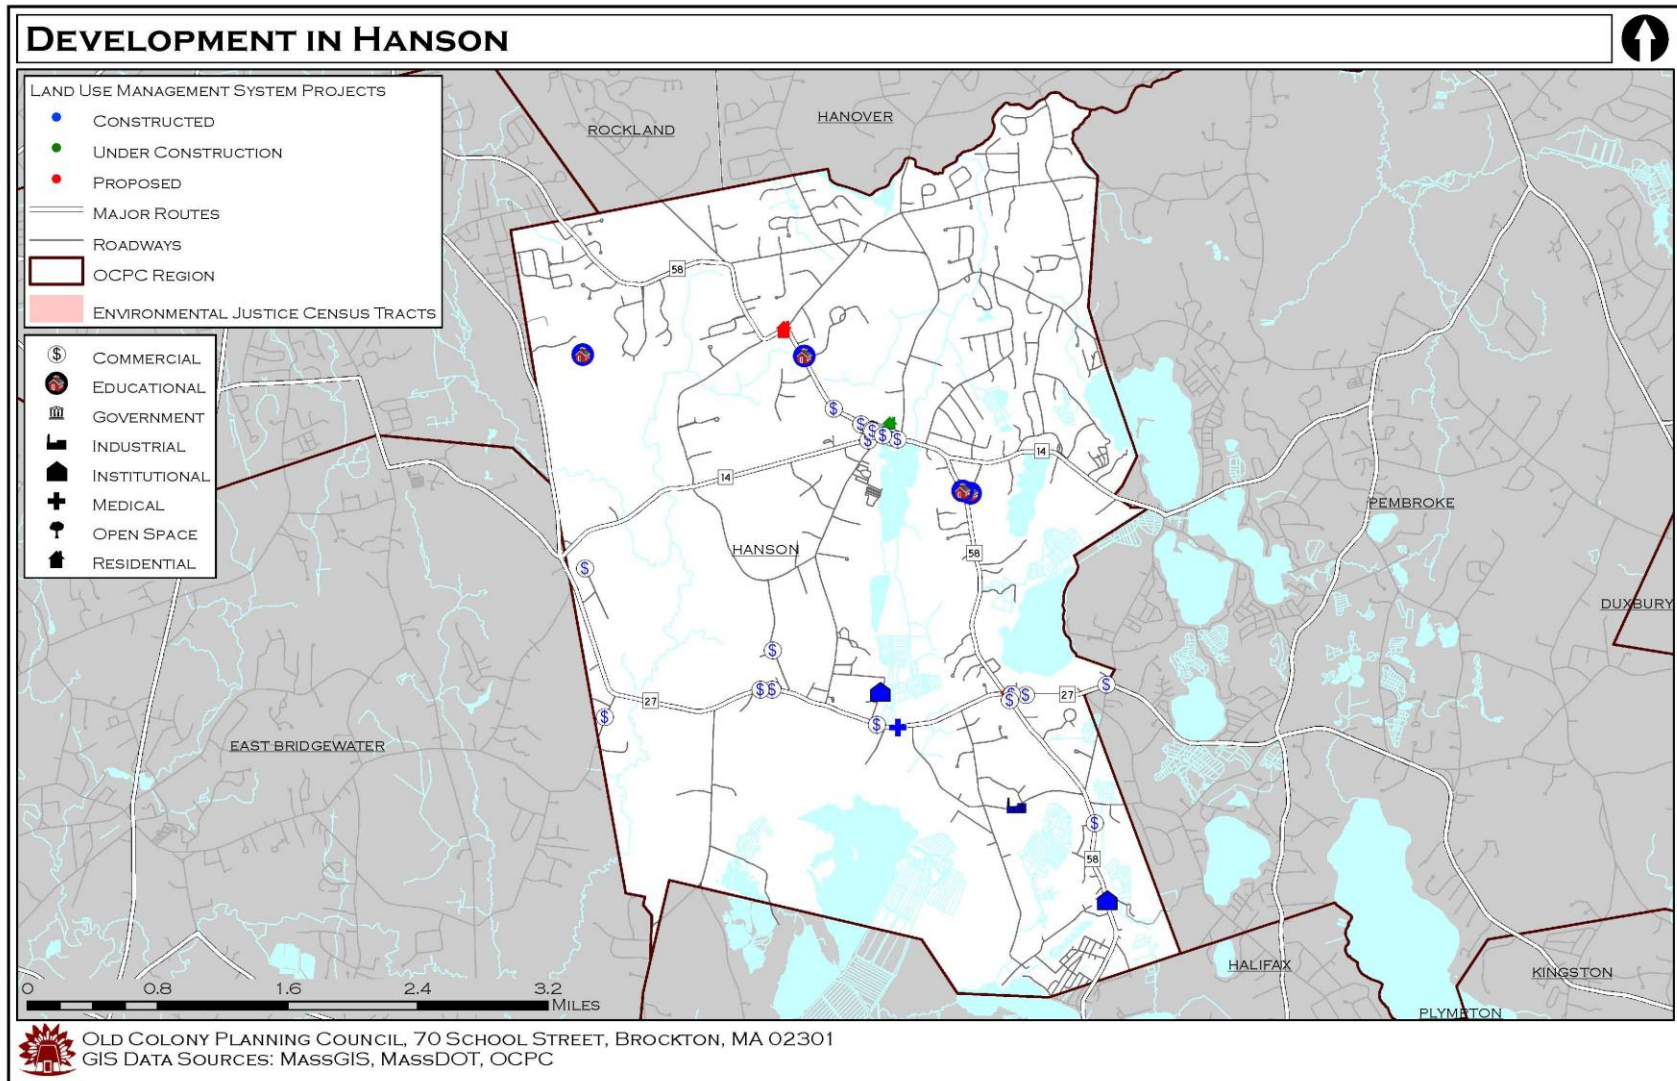 DEVELOPMENT IN HANSON
LAND USE MANAGEMENT SYSTEM PROJECTS
CONSTRUCTED
UNDER CONSTRUCTION
PROPOSED
MAJOR ROUTES
ROADWAYS
OCPC REGION
ENVIRONMENTAL JUSTICE CENSUS TRACTS
$ COMMERCIAL
EDUCATIONAL
GOVERNMENT
INDUSTRIAL
INSTITUTIONAL
MEDICAL
OPEN SPACE
RESIDENTIAL
HANOVER
ROCKLAND
58
$
$
$
$
$
$
14
14
PEMBROKE
HANSON
58
$
DUXBURY
$
$
$
27
$
$
$
27
$
$
$
EAST BRIDGEWATER
$
58
HALIFAX
KINGSTON
PLYMPTON
0 0.8 1.6 2.4 3.2
MILES
OLD COLONY PLANNING COUNCIL, 70 SCHOOL STREET, BROCKTON, MA 02301
GIS DATA SOURCES: MASSGIS, MASSDOT, OCPC